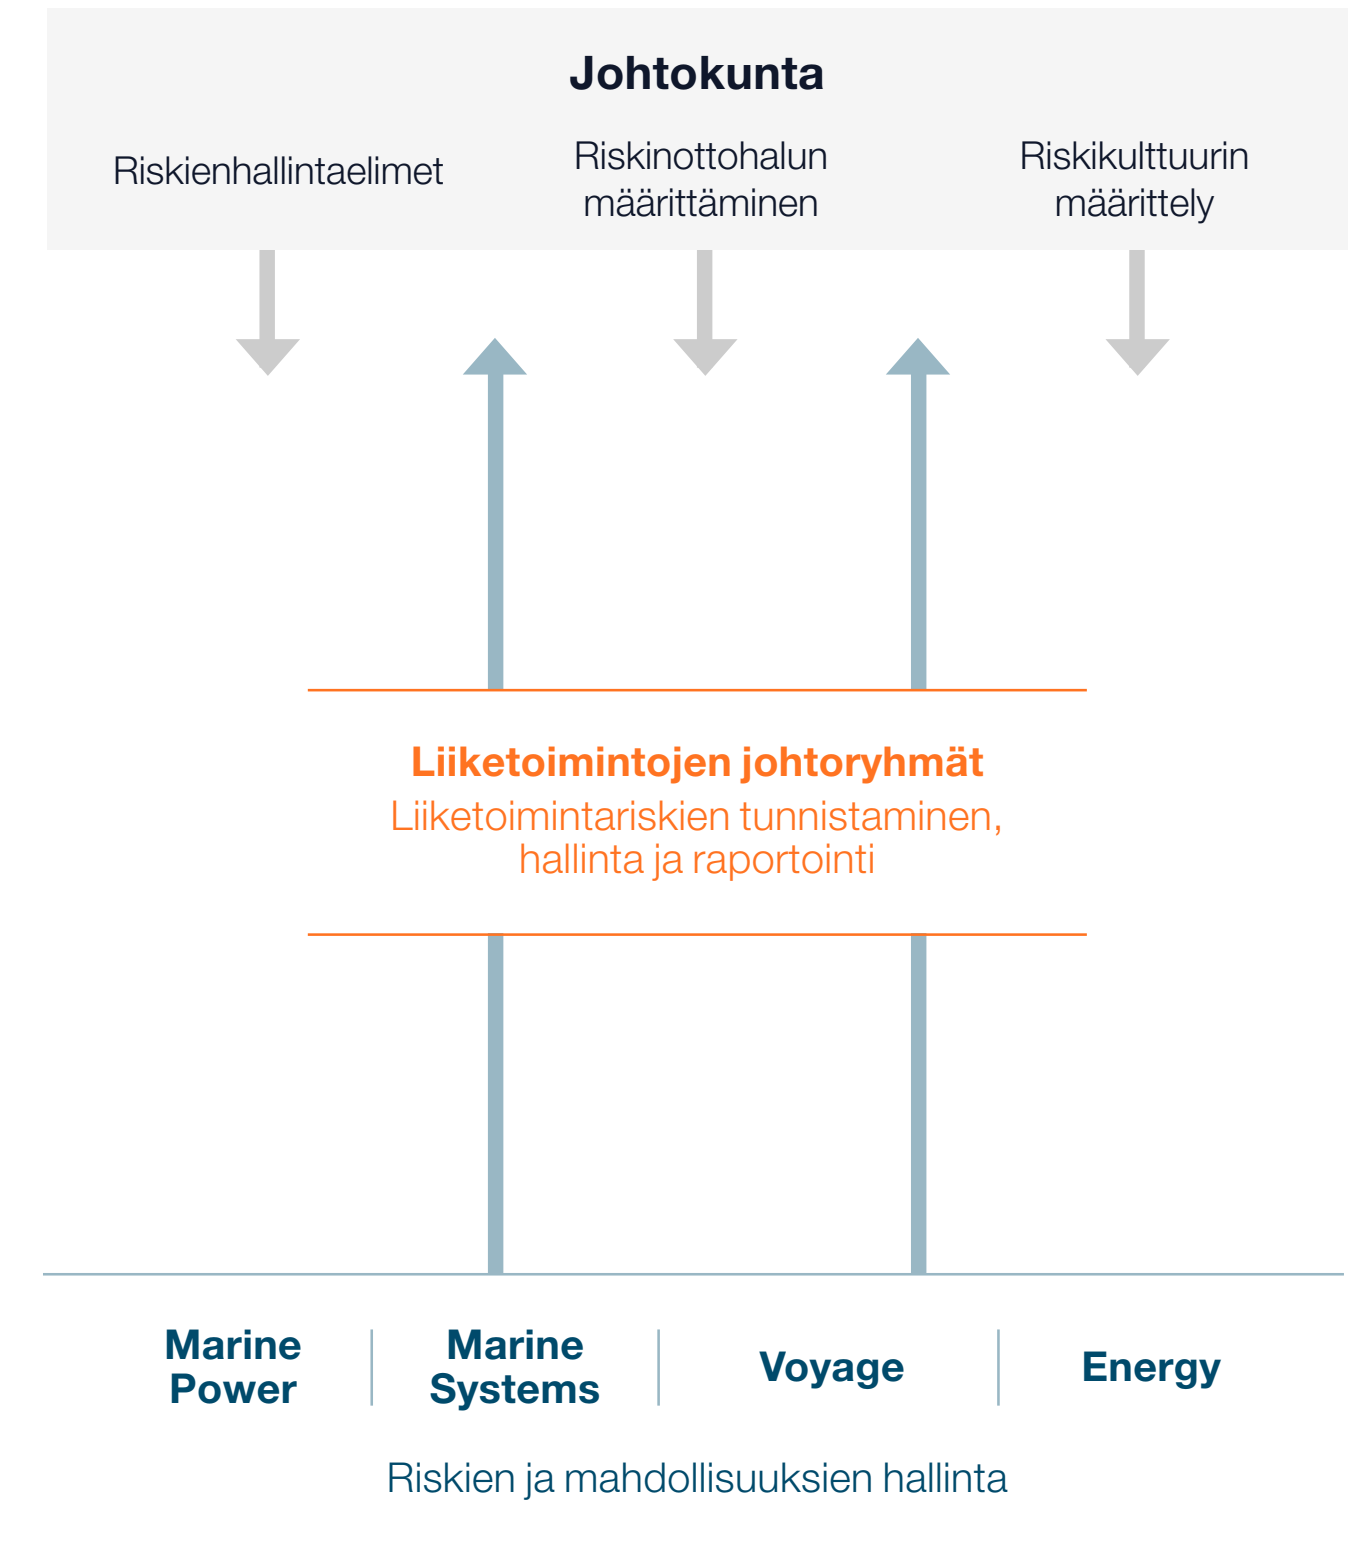 Johtokunta
Riskienhallintaelimet
Riskinottohalun
määrittäminen
Riskikulttuurin
määrittely
Liiketoimintojen johtoryhmät
Liiketoimintariskien tunnistaminen,
hallinta ja raportointi
Marine
Power
Marine
Systems
Voyage
Energy
Riskien ja mahdollisuuksien hallinta